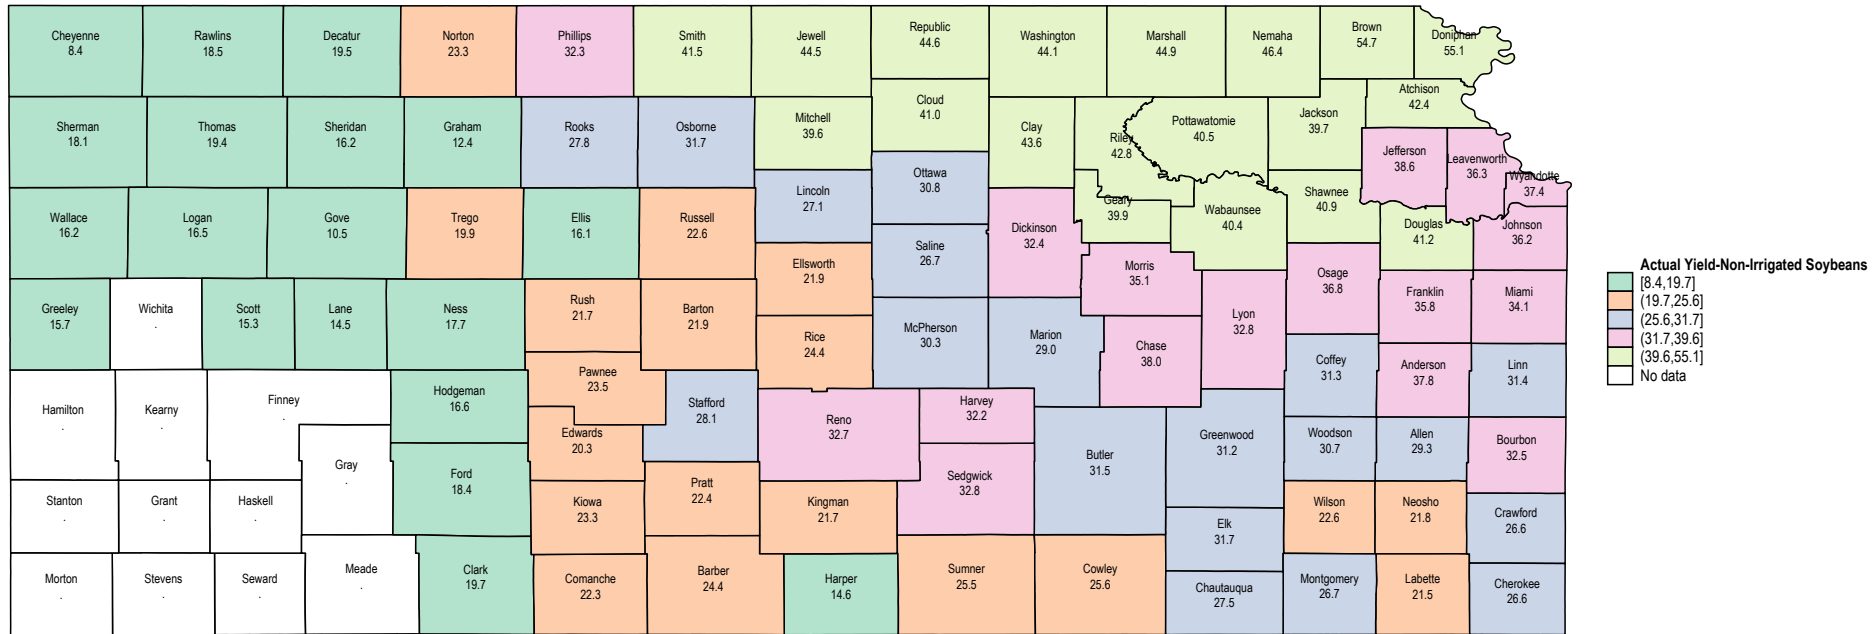 Cheyenne
8.4
Rawlins
18.5
Decatur
19.5
Norton
23.3
Phillips
32.3
Smith
41.5
Jewell
44.5
Republic
44.6
Washington
44.1
Marshall
44.9
Nemaha
46.4
Brown
54.7
Doniphan
55.1
Sherman
18.1
Thomas
19.4
Sheridan
16.2
Graham
12.4
Rooks
27.8
Osborne
31.7
Mitchell
39.6
Cloud
41.0
Clay
43.6
Riley
42.8
Pottawatomie
40.5
Jackson
39.7
Atchison
42.4
Jefferson
38.6
Leavenworth
36.3
Wyandotte
37.4
Wallace
16.2
Logan
16.5
Gove
10.5
Trego
19.9
Ellis
16.1
Russell
22.6
Lincoln
27.1
Ottawa
30.8
Saline
26.7
Dickinson
32.4
Geary
39.9
Wabaunsee
40.4
Shawnee
40.9
Douglas
41.2
Johnson
36.2
Ellsworth
21.9
Morris
35.1
Osage
36.8
Franklin
35.8
Miami
34.1
Greeley
15.7
Wichita
.
Scott
15.3
Lane
14.5
Ness
17.7
Rush
21.7
Barton
21.9
Rice
24.4
McPherson
30.3
Marion
29.0
Chase
38.0
Lyon
32.8
Coffey
31.3
Anderson
37.8
Linn
31.4
Hamilton
.
Kearny
.
Finney
.
Hodgeman
16.6
Pawnee
23.5
Stafford
28.1
Reno
32.7
Harvey
32.2
Butler
31.5
Greenwood
31.2
Woodson
30.7
Allen
29.3
Bourbon
32.5
Gray
.
Ford
18.4
Edwards
20.3
Pratt
22.4
Kingman
21.7
Sedgwick
32.8
Stanton
.
Grant
.
Haskell
.
Kiowa
23.3
Elk
31.7
Wilson
22.6
Neosho
21.8
Crawford
26.6
Morton
.
Stevens
.
Seward
.
Meade
.
Clark
19.7
Comanche
22.3
Barber
24.4
Harper
14.6
Sumner
25.5
Cowley
25.6
Chautauqua
27.5
Montgomery
26.7
Labette
21.5
Cherokee
26.6
Actual Yield-Non-Irrigated Soybeans
[8.4,19.7]
(19.7,25.6]
(25.6,31.7]
(31.7,39.6]
(39.6,55.1]
No data